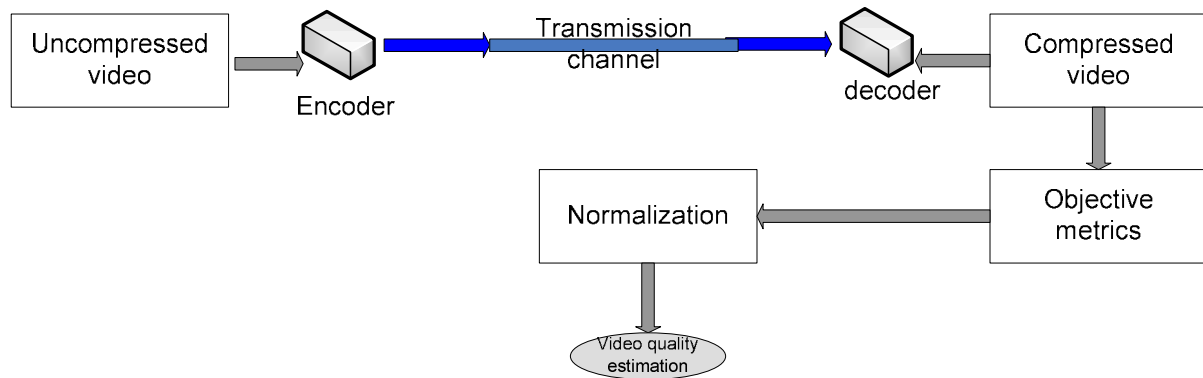 Uncompressed
video
Encoder
Transmission
channel
decoder
Compressed
video
Normalization
Objective
metrics
Video quality
estimation